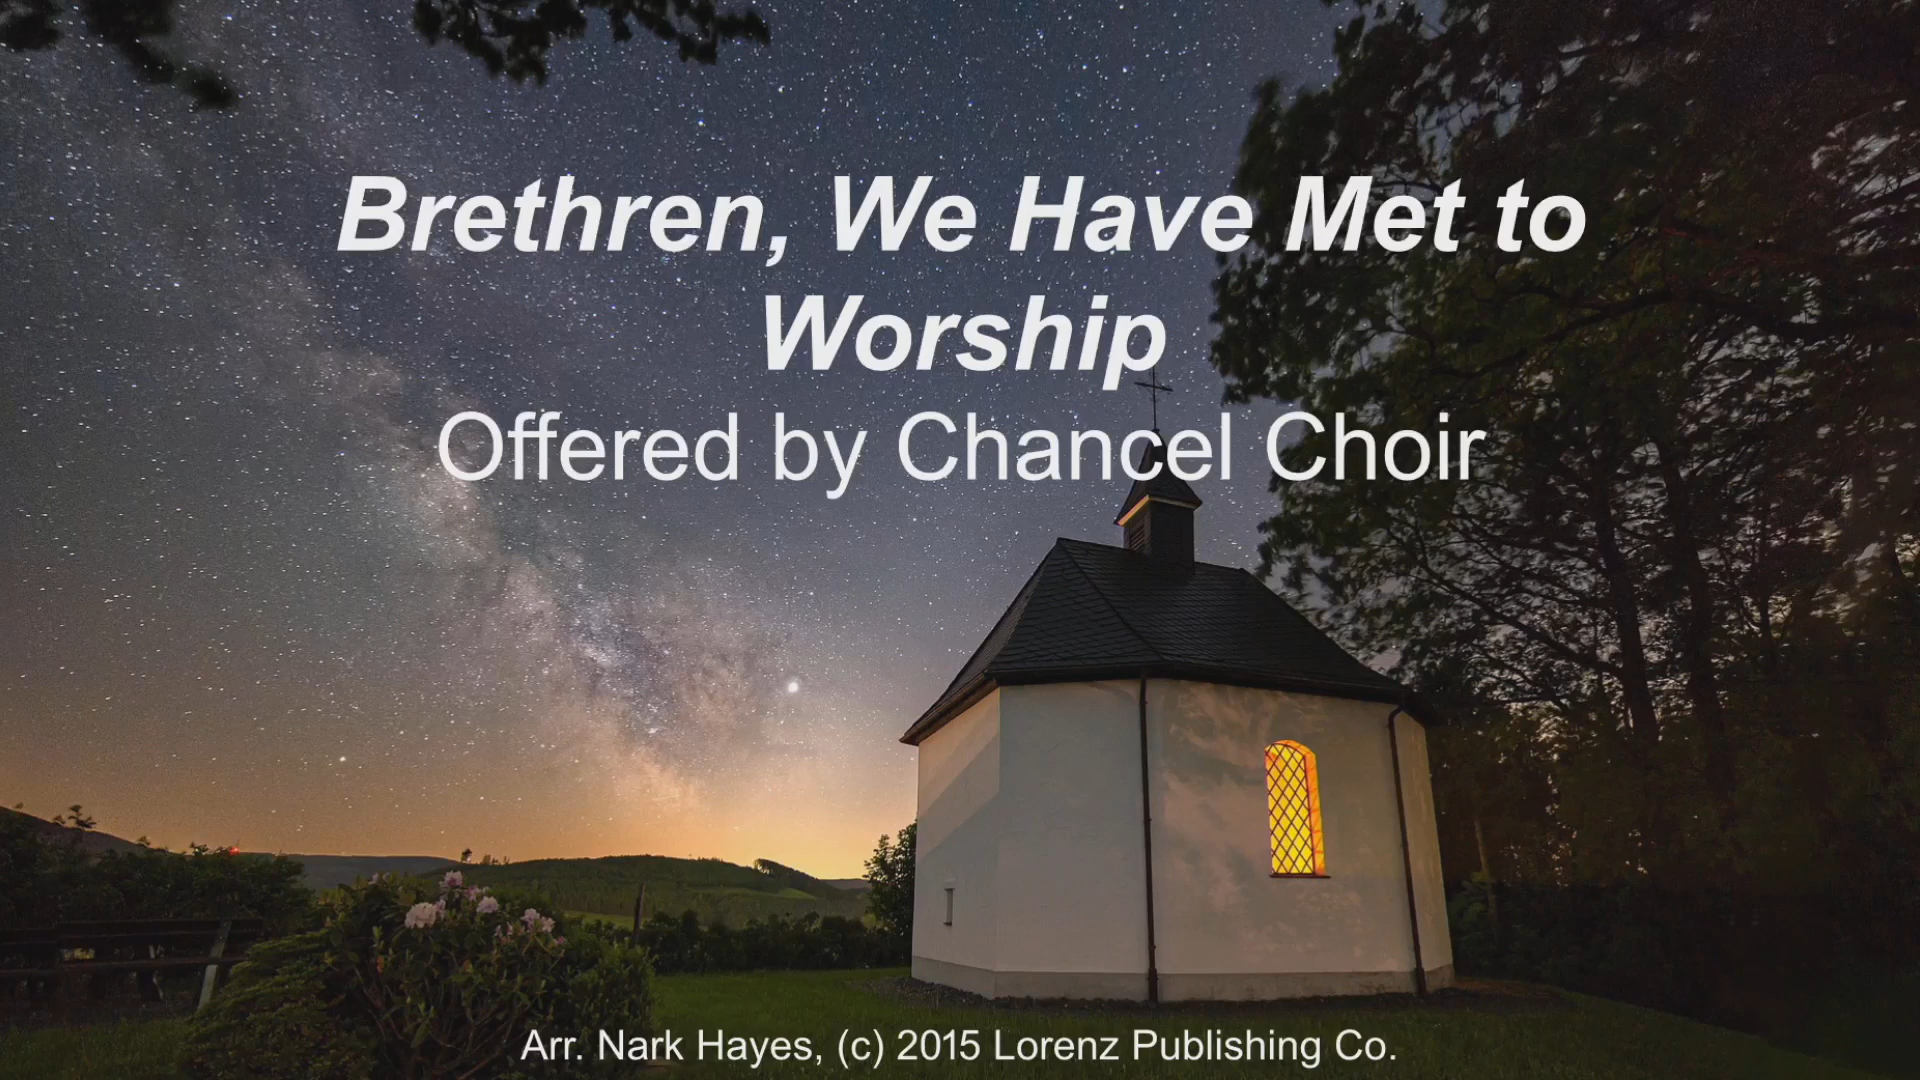 Brethren, We Have Met to
Worship
Offered by Chancel Choir
Arr. Nark Hayes, (c) 2015 Lorenz Publishing Co.